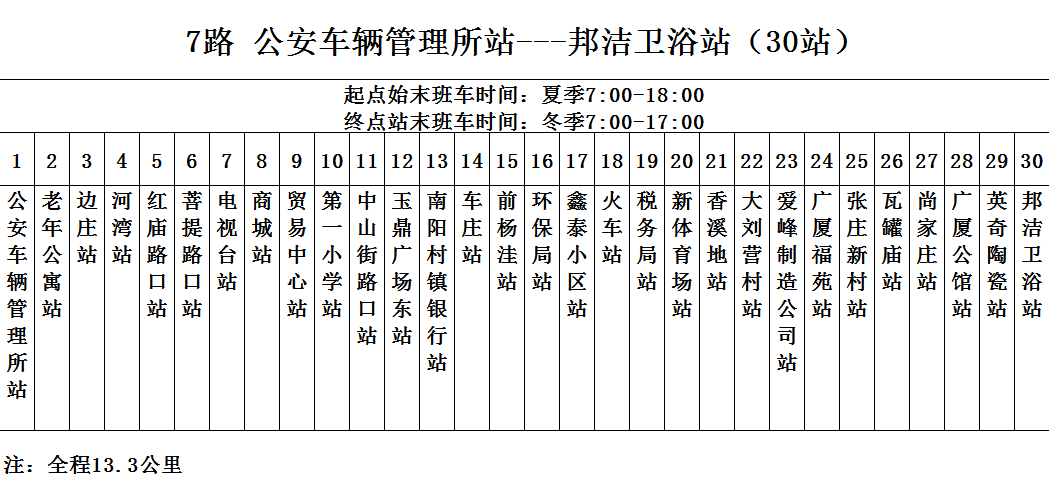 7路 公安车辆管理所站---邦洁卫浴站（30站）
起点始末班车时间：夏季7:00-18:00
终点站末班车时间：冬季7:00-17:00
1 2 3 4 5 6 7 8 9 10 11 12 13 14 15 16 17 18 19 20 21 22 23 24 25 26 27 28 29 30
公安车辆管理所站
老年公寓站
边庄站
河湾站
红庙路口站
菩提路口站
电视台站
商城站
贸易中心站
第一小学站
中山街路口站
玉鼎广场东站
南阳村镇银行站
车庄站
前杨洼站
环保局站
鑫泰小区站
火车站
税务局站
新体育场站
香溪地站
大刘营村站
爱峰制造公司站
广厦福苑站
张庄新村站
瓦罐庙站
尚家庄站
广厦公馆站
英奇陶瓷站
邦洁卫浴站
注：全程13.3公里